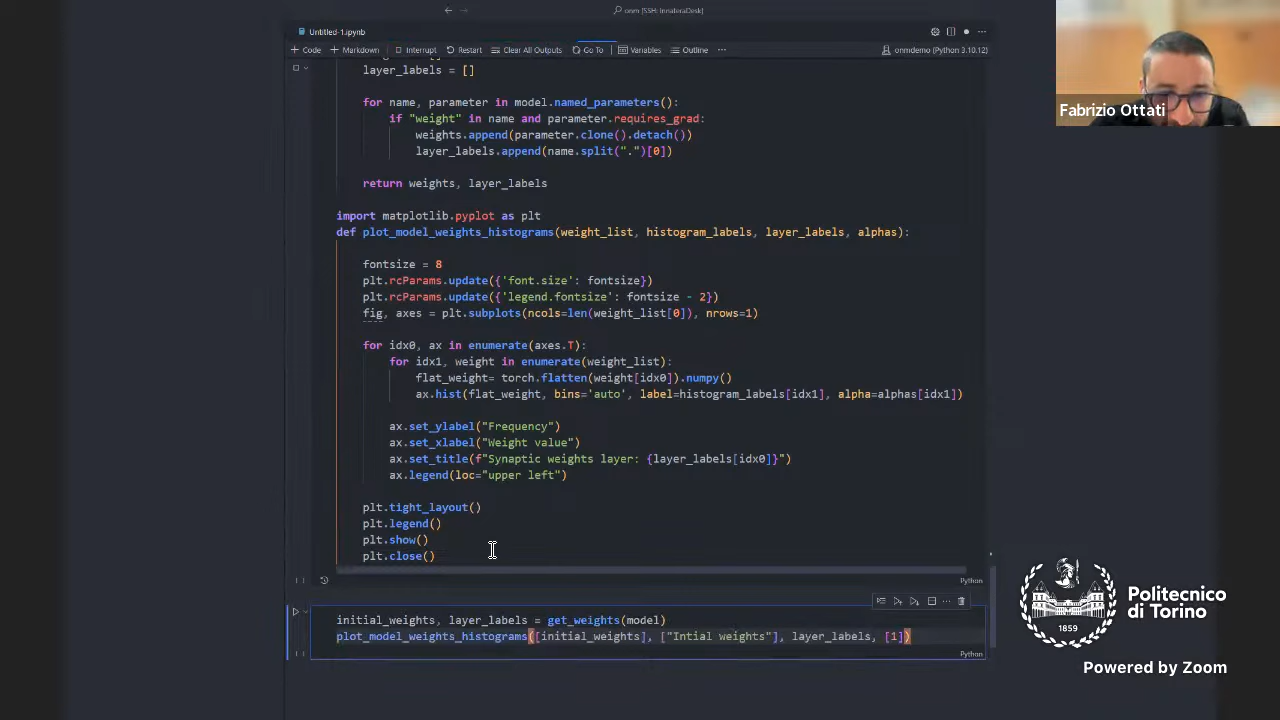 onm [SSH: InnateraDesk]
Untitled-1.ipynb
+ Code + Markdown Interrupt Restart Clear All Outputs Go To Variables Outline ... onmdemo (Python 3.10.12)
layer_labels = []
for name, parameter in model.named_parameters():
if "weight" in name and parameter.requires_grad:
weights.append(parameter.clone().detach())
layer_labels.append(name.split(".")[0])
return weights, layer_labels
import matplotlib.pyplot as plt
def plot_model_weights_histograms(weight_list, histogram_labels, layer_labels, alphas):
fontsize = 8
plt.rcParams.update({'font.size': fontsize})
plt.rcParams.update({'legend.fontsize': fontsize - 2})
fig, axes = plt.subplots(ncols=len(weight_list[0]), nrows=1)
for idx0, ax in enumerate(axes.T):
for idx1, weight in enumerate(weight_list):
flat_weight= torch.flatten(weight[idx0]).numpy()
ax.hist(flat_weight, bins='auto', label=histogram_labels[idx1], alpha=alphas[idx1])
ax.set_ylabel("Frequency")
ax.set_xlabel("Weight value")
ax.set_title(f"Synaptic weights layer: {layer_labels[idx0]}")
ax.legend(loc="upper left")
plt.tight_layout()
plt.legend()
plt.show()
plt.close()
[ ] Python
initial_weights, layer_labels = get_weights(model)
plot_model_weights_histograms([initial_weights], ["Intial weights"], layer_labels, [1])
[ ] Python
Fabrizio Ottati
Politecnico
di Torino
1859
Powered by Zoom